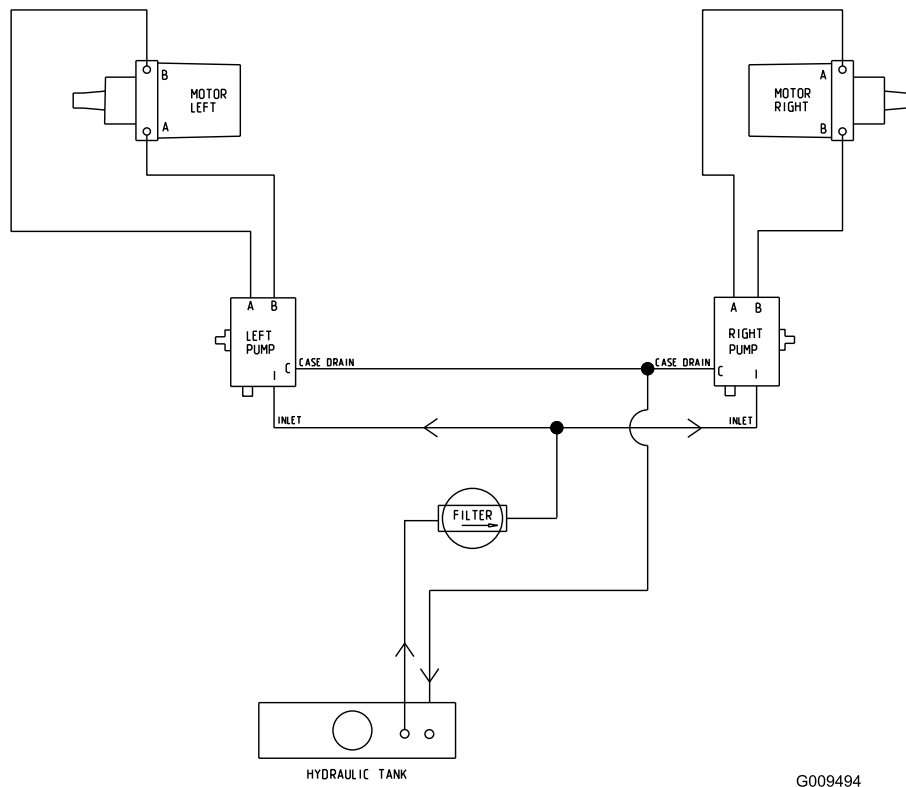 B
MOTOR
LEFT
A
A
MOTOR
RIGHT
B
A B
LEFT
PUMP
C
I
CASE DRAIN
INLET
A B
RIGHT
PUMP
C
I
CASE DRAIN
INLET
FILTER
HYDRAULIC TANK
G009494